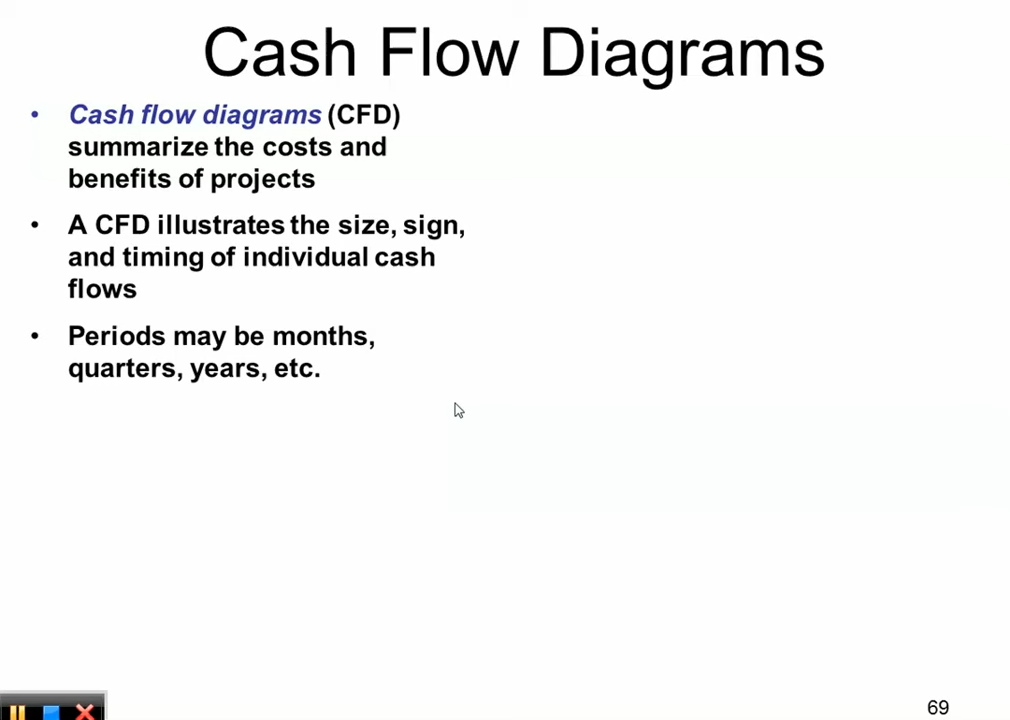 Cash Flow Diagrams
• Cash flow diagrams (CFD)
summarize the costs and
benefits of projects
• A CFD illustrates the size, sign,
and timing of individual cash
flows
• Periods may be months,
quarters, years, etc.
69